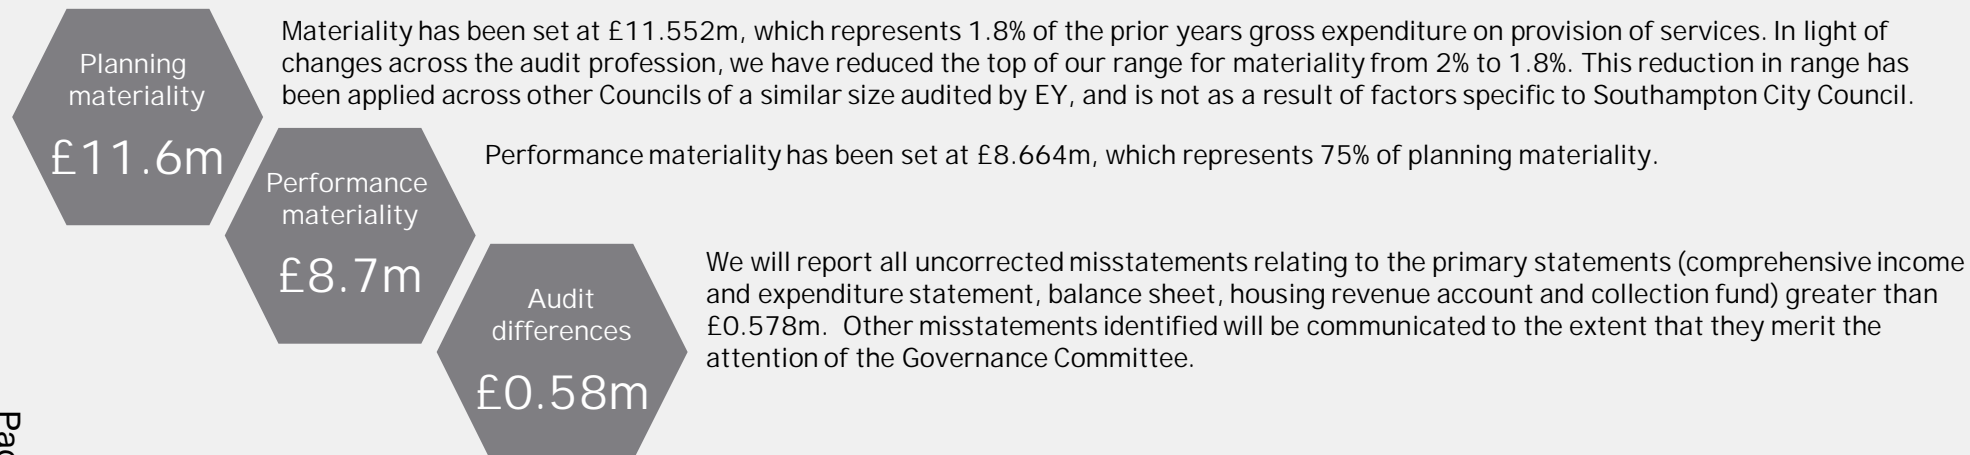 Planning
materiality
£11.6m
Materiality has been set at £11.552m, which represents 1.8% of the prior years gross expenditure on provision of services. In light of
changes across the audit profession, we have reduced the top of our range for materiality from 2% to 1.8%. This reduction in range has
been applied across other Councils of a similar size audited by EY, and is not as a result of factors specific to Southampton City Council.
Performance
materiality
£8.7m
Performance materiality has been set at £8.664m, which represents 75% of planning materiality.
Audit
differences
£0.58m
We will report all uncorrected misstatements relating to the primary statements (comprehensive income
and expenditure statement, balance sheet, housing revenue account and collection fund) greater than
£0.578m. Other misstatements identified will be communicated to the extent that they merit the
attention of the Governance Committee.